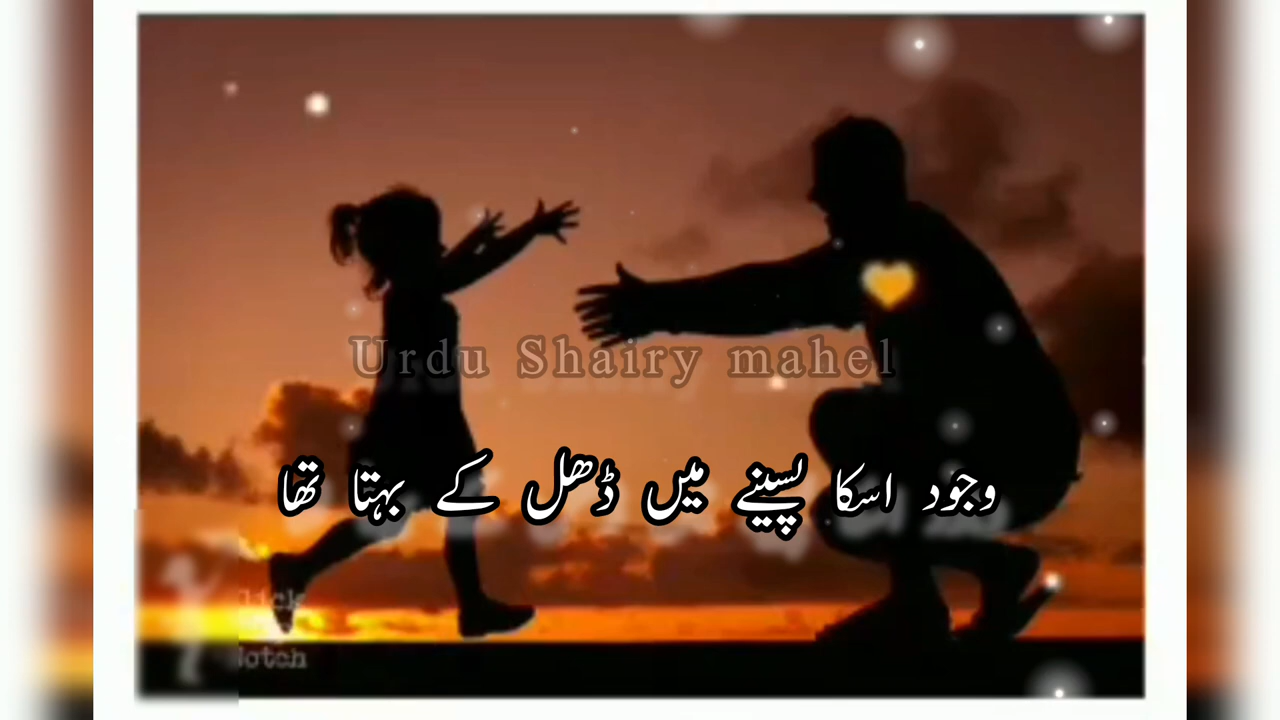 Urdu Shairy mahel
وجود اسکا پسینے میں ڈھل کے بہتا تھا